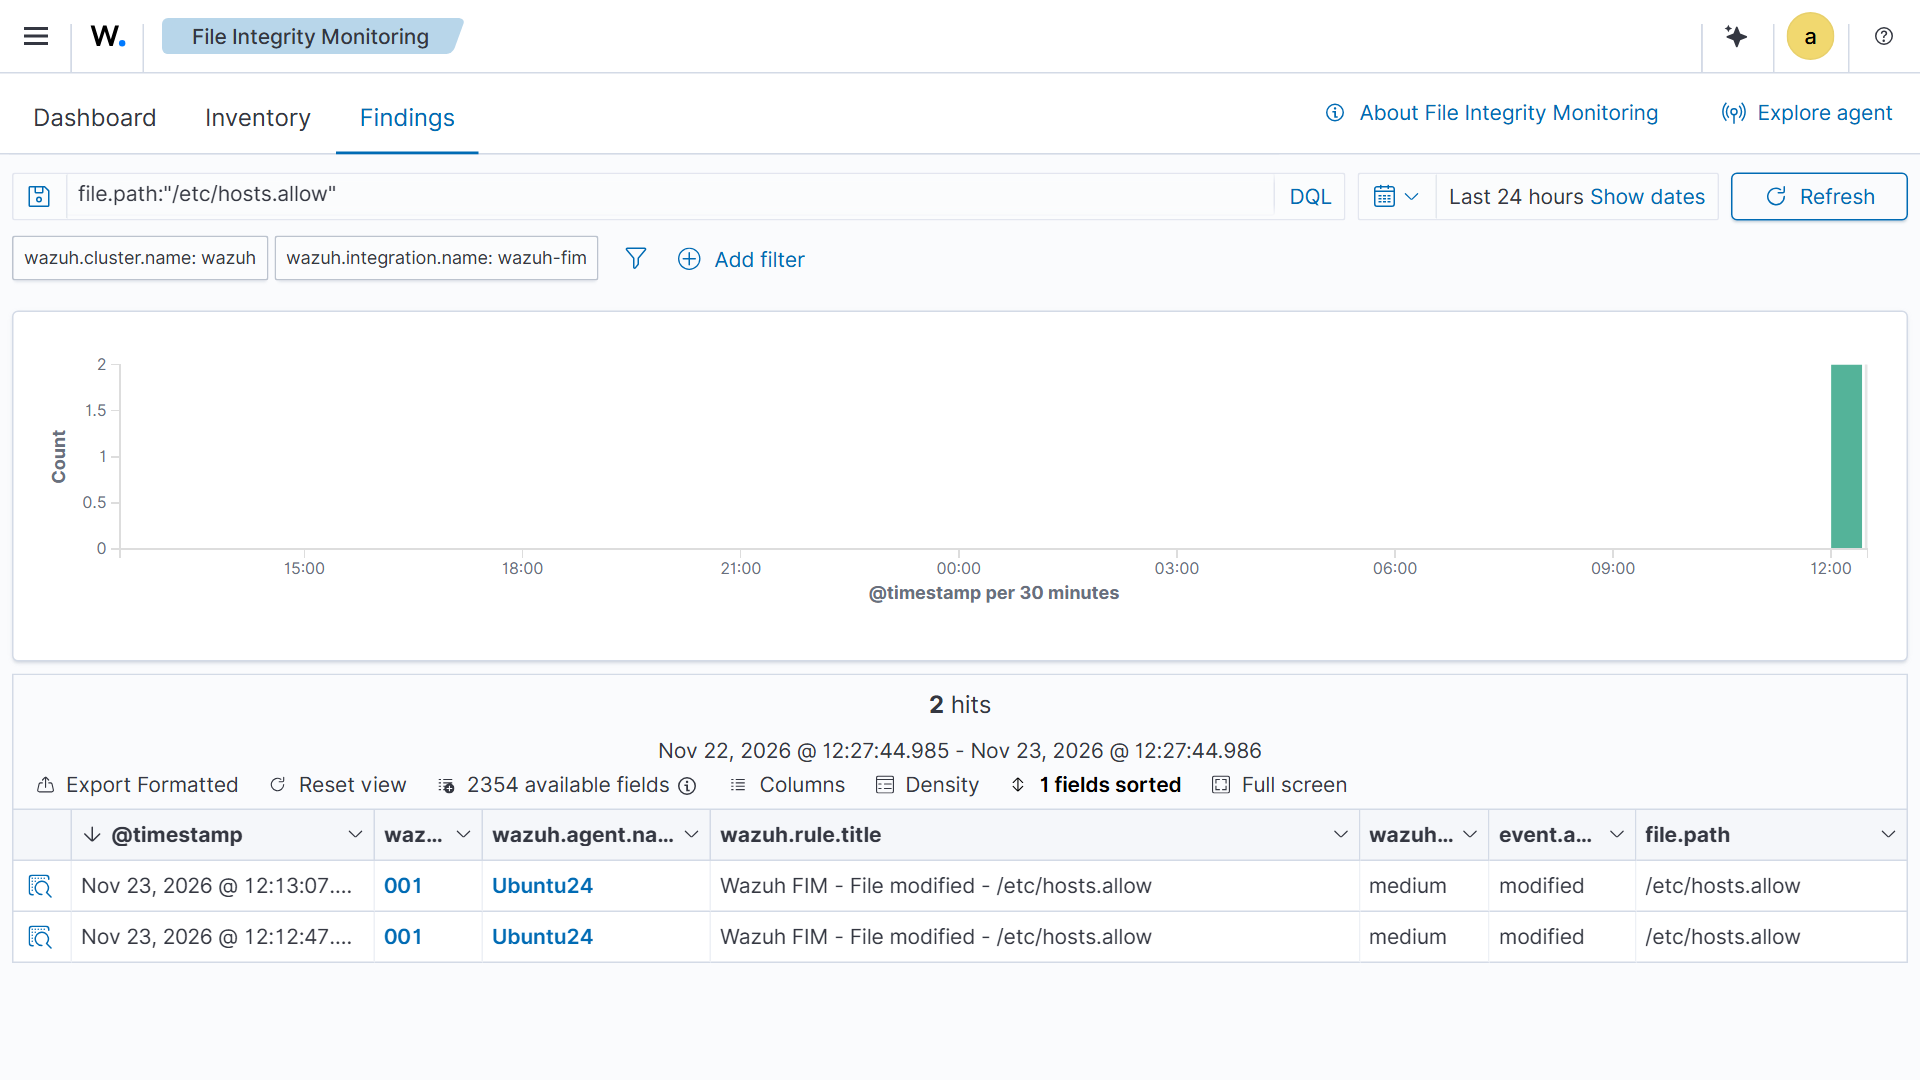 W.
File Integrity Monitoring
a
Dashboard
Inventory
Findings
About File Integrity Monitoring
Explore agent
file.path:"/etc/hosts.allow"
DQL
Last 24 hours Show dates
Refresh
wazuh.cluster.name: wazuh
wazuh.integration.name: wazuh-fim
Add filter
2
1.5
1
0.5
0
Count
15:00
18:00
21:00
00:00
03:00
06:00
09:00
12:00
@timestamp per 30 minutes
2 hits
Nov 22, 2026 @ 12:27:44.985 - Nov 23, 2026 @ 12:27:44.986
Export Formatted
Reset view
2354 available fields
Columns
Density
1 fields sorted
Full screen
@timestamp
waz...
wazuh.agent.na...
wazuh.rule.title
wazuh...
event.a...
file.path
Nov 23, 2026 @ 12:13:07....
001
Ubuntu24
Wazuh FIM - File modified - /etc/hosts.allow
medium
modified
/etc/hosts.allow
Nov 23, 2026 @ 12:12:47....
001
Ubuntu24
Wazuh FIM - File modified - /etc/hosts.allow
medium
modified
/etc/hosts.allow